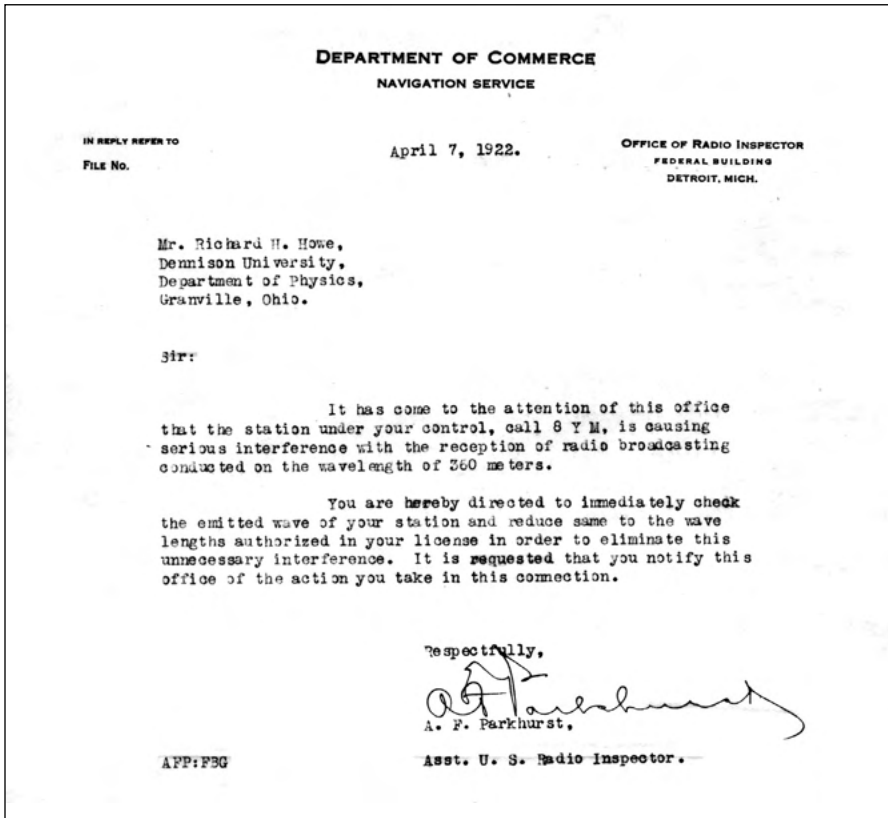 DEPARTMENT OF COMMERCE
NAVIGATION SERVICE
IN REPLY REFER TO
FILE No.
April 7, 1922.
OFFICE OF RADIO INSPECTOR
FEDERAL BUILDING
DETROIT, MICH.
Mr. Richard H. Howe,
Dennison University,
Department of Physics,
Granville, Ohio.
Sir:
It has come to the attention of this office
that the station under your control, call 8 Y M, is causing
serious interference with the reception of radio broadcasting
conducted on the wavelength of 360 meters.
You are hereby directed to immediately check
the emitted wave of your station and reduce same to the wave
lengths authorized in your license in order to eliminate this
unnecessary interference. It is requested that you notify this
office of the action you take in this connection.
Respectfully,
A F Parkhurst
A. F. Parkhurst,
Asst. U. S. Radio Inspector.
AFP:FBG